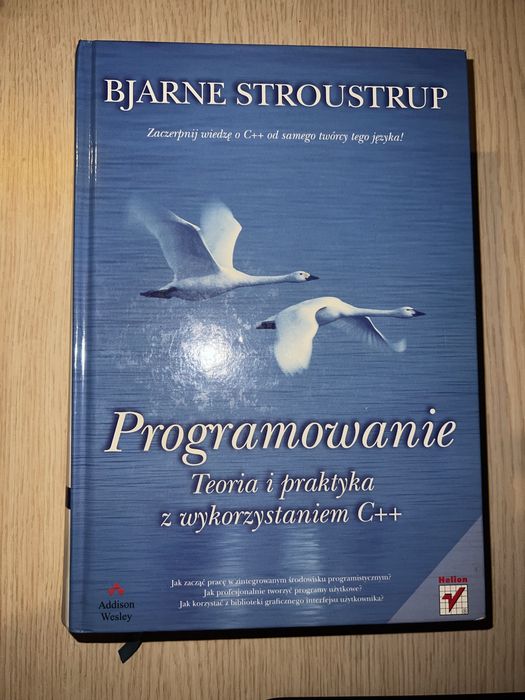 BJARNE STROUSTRUP
Zaczerpnij wiedzę o C++ od samego twórcy tego języka!
Programowanie
Teoria i praktyka
z wykorzystaniem C++
Jak zacząć pracę w zintegrowanym środowisku programistycznym?
Jak profesjonalnie tworzyć programy użytkowe?
Jak korzystać z biblioteki graficznego interfejsu użytkownika?
Addison
Wesley
Helion